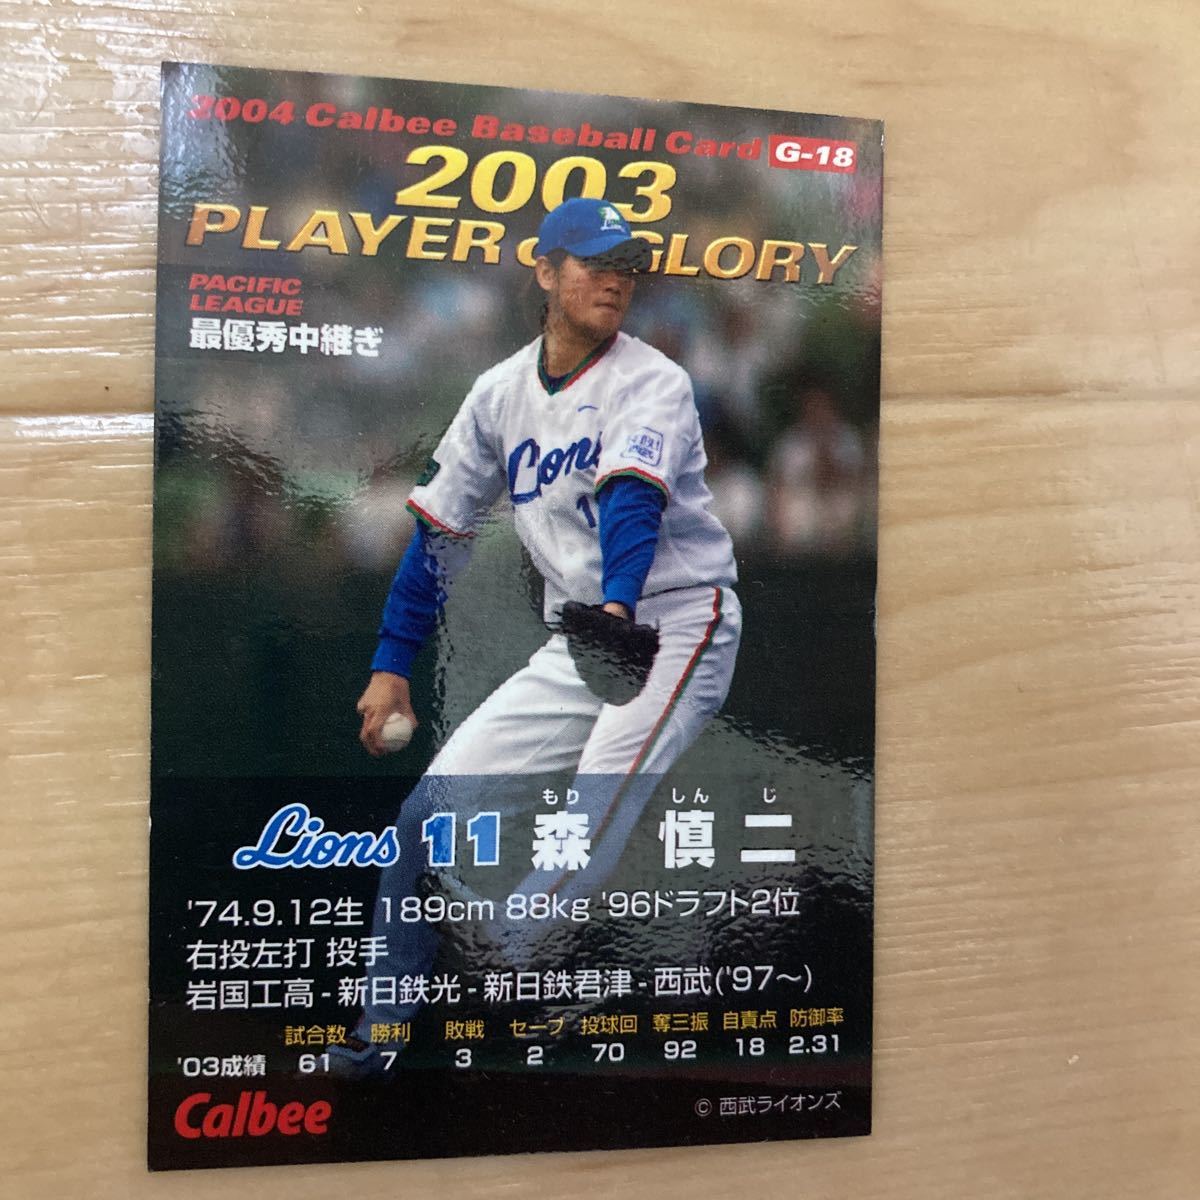 2004 Calbee Baseball Card G-18
2003
PLAYER OF GLORY
PACIFIC
LEAGUE
最優秀中継ぎ
Lions
もり しん じ
Lions 11 森 慎二
'74.9.12生 189cm 88kg '96ドラフト2位
右投左打 投手
岩国工高-新日鉄光-新日鉄君津-西武('97〜)
試合数 勝利 敗戦 セーブ 投球回 奪三振 自責点 防御率
'03成績 61 7 3 2 70 92 18 2.31
Calbee
© 西武ライオンズ